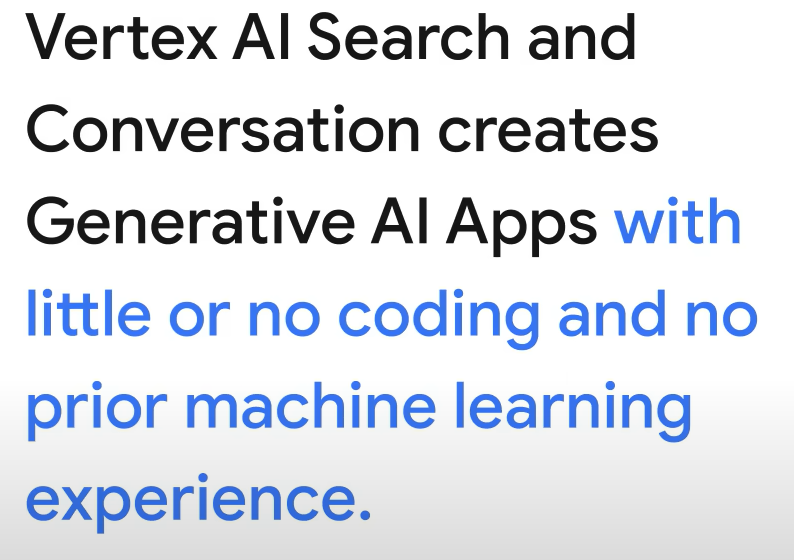 Vertex AI Search and
Conversation creates
Generative AI Apps with
little or no coding and no
prior machine learning
experience.